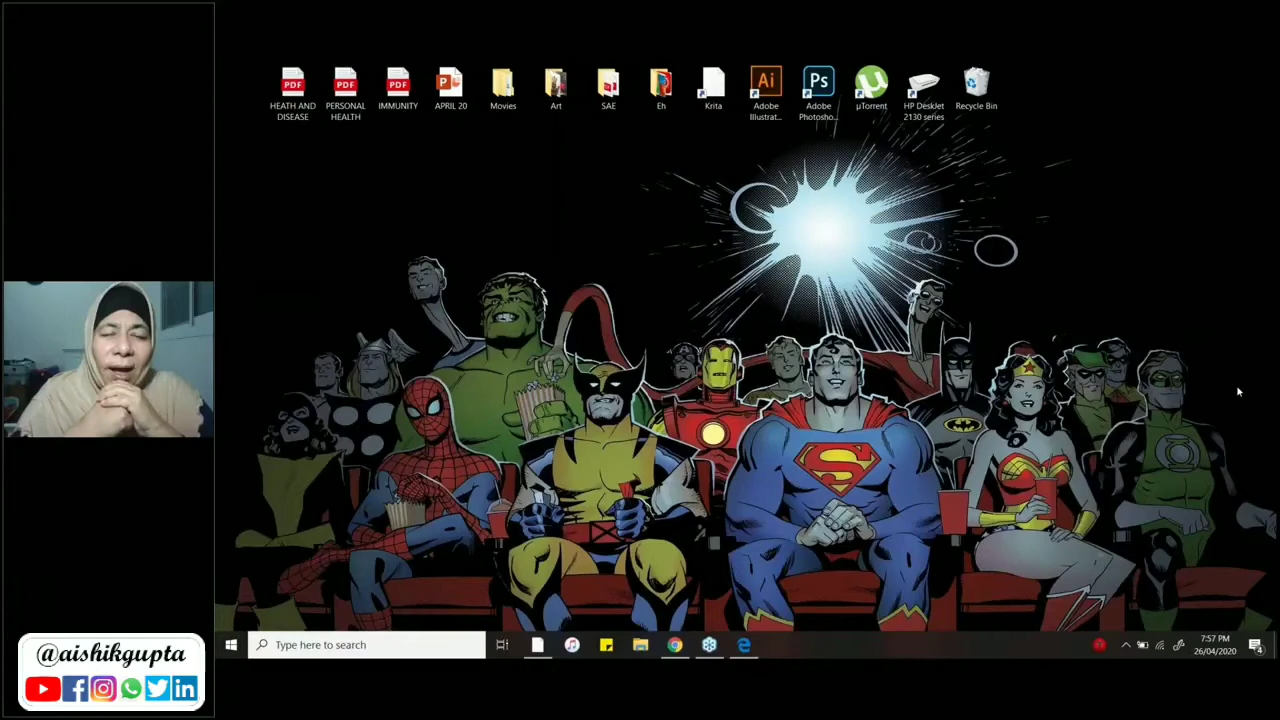 PDF PDF PDF P Ai Ps µ
HEATH AND DISEASE
PERSONAL HEALTH
IMMUNITY
APRIL 20
Movies
Art
SAE
Eh
Krita
Adobe Illustrat...
Adobe Photosho...
µTorrent
HP DeskJet 2130 series
Recycle Bin
S
@aishikgupta
in
Type here to search
7:57 PM
26/04/2020
4